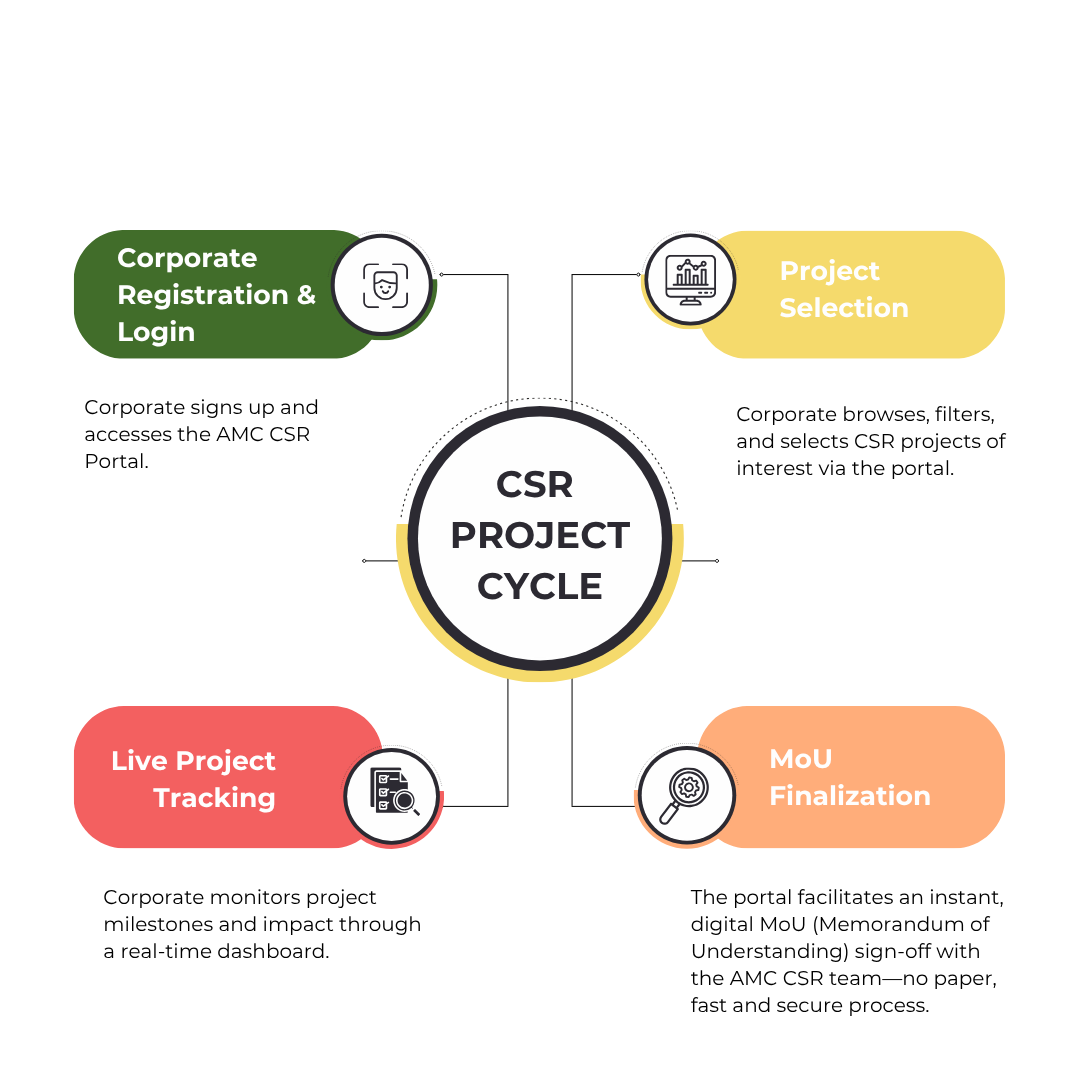 Corporate
Registration &
Login
Corporate signs up and
accesses the AMC CSR
Portal.
Project
Selection
Corporate browses, filters,
and selects CSR projects of
interest via the portal.
CSR
PROJECT
CYCLE
Live Project
Tracking
Corporate monitors project
milestones and impact through
a real-time dashboard.
MoU
Finalization
The portal facilitates an instant,
digital MoU (Memorandum of
Understanding) sign-off with
the AMC CSR team—no paper,
fast and secure process.